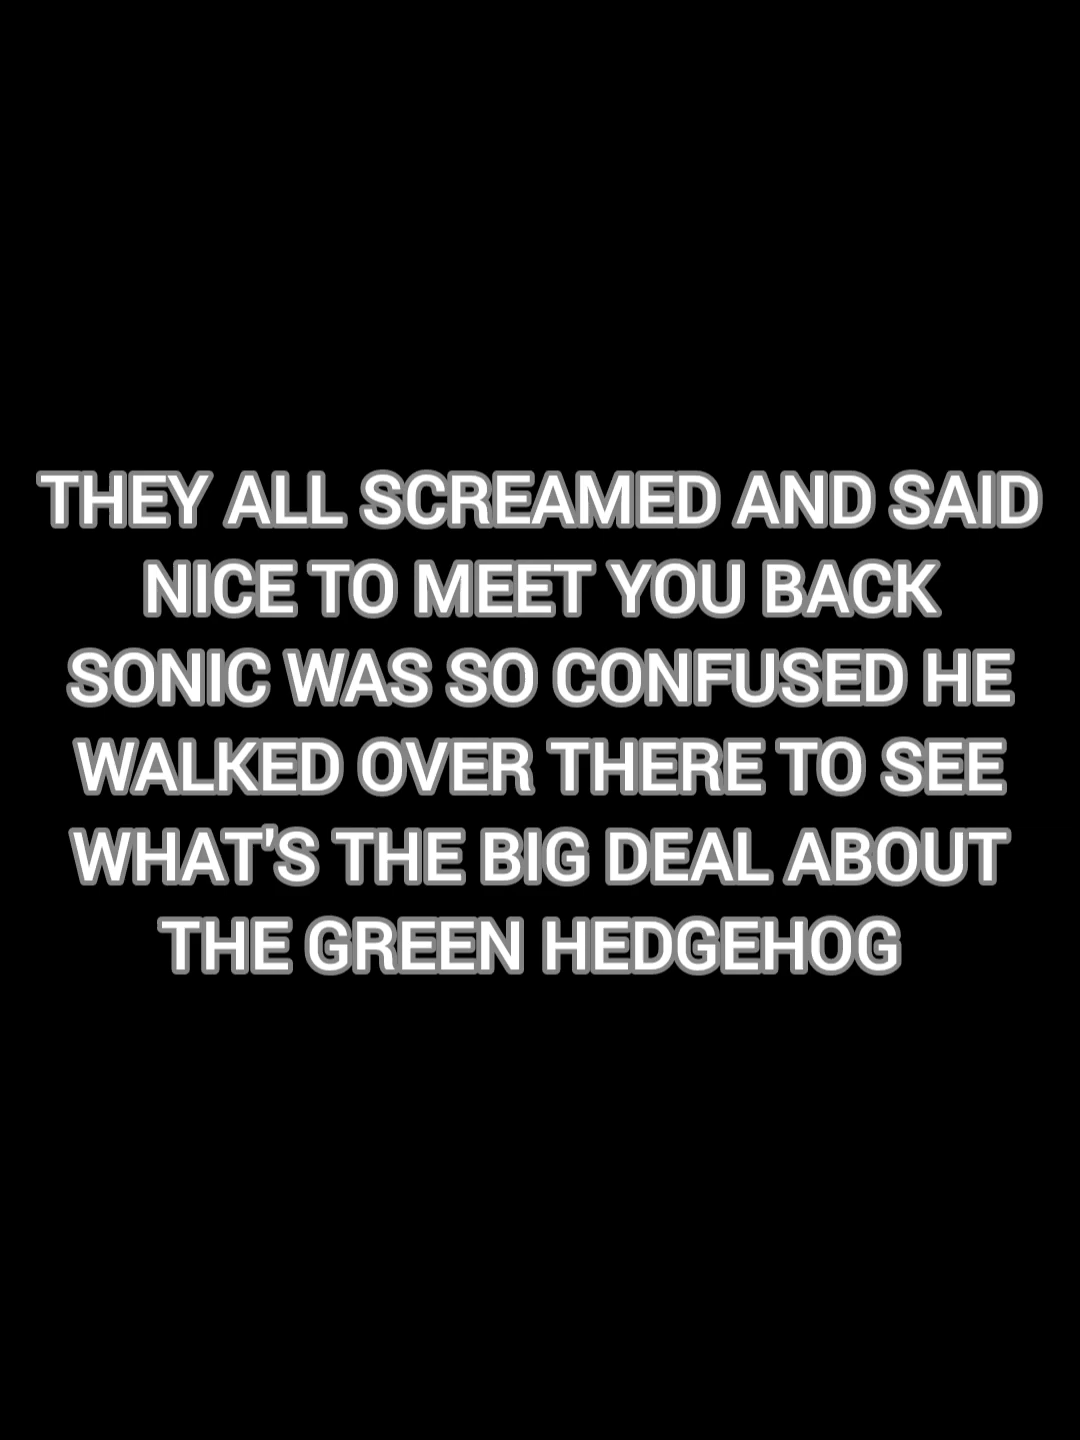 THEY ALL SCREAMED AND SAID
NICE TO MEET YOU BACK
SONIC WAS SO CONFUSED HE
WALKED OVER THERE TO SEE
WHAT'S THE BIG DEAL ABOUT
THE GREEN HEDGEHOG